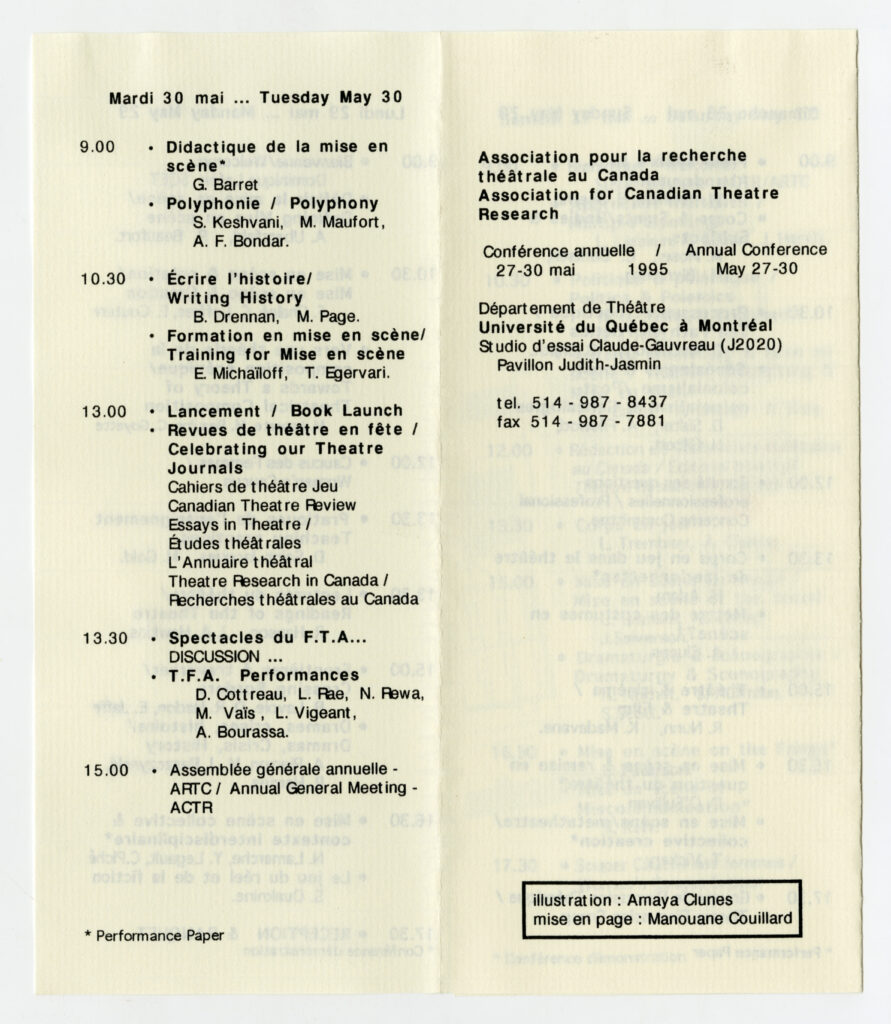 Mardi 30 mai ... Tuesday May 30
9.00 • Didactique de la mise en
scène*
G. Barret
• Polyphonie / Polyphony
S. Keshvani, M. Maufort,
A. F. Bondar.
10.30 • Écrire l'histoire/
Writing History
B. Drennan, M. Page.
• Formation en mise en scène/
Training for Mise en scène
E. Michaïloff, T. Egervari.
13.00 • Lancement / Book Launch
• Revues de théâtre en fête /
Celebrating our Theatre
Journals
Cahiers de théâtre Jeu
Canadian Theatre Review
Essays in Theatre /
Études théâtrales
L'Annuaire théâtral
Theatre Research in Canada /
Recherches théâtrales au Canada
13.30 • Spectacles du F.T.A...
DISCUSSION ...
• T.F.A. Performances
D. Cottreau, L. Rae, N. Rewa,
M. Vaïs , L. Vigeant,
A. Bourassa.
15.00 • Assemblée générale annuelle -
ARTC / Annual General Meeting -
ACTR
* Performance Paper
Association pour la recherche
théâtrale au Canada
Association for Canadian Theatre
Research
Conférence annuelle / Annual Conference
27-30 mai 1995 May 27-30
Département de Théâtre
Université du Québec à Montréal
Studio d'essai Claude-Gauvreau (J2020)
Pavillon Judith-Jasmin
tel. 514 - 987 - 8437
fax 514 - 987 - 7881
illustration : Amaya Clunes
mise en page : Manouane Couillard